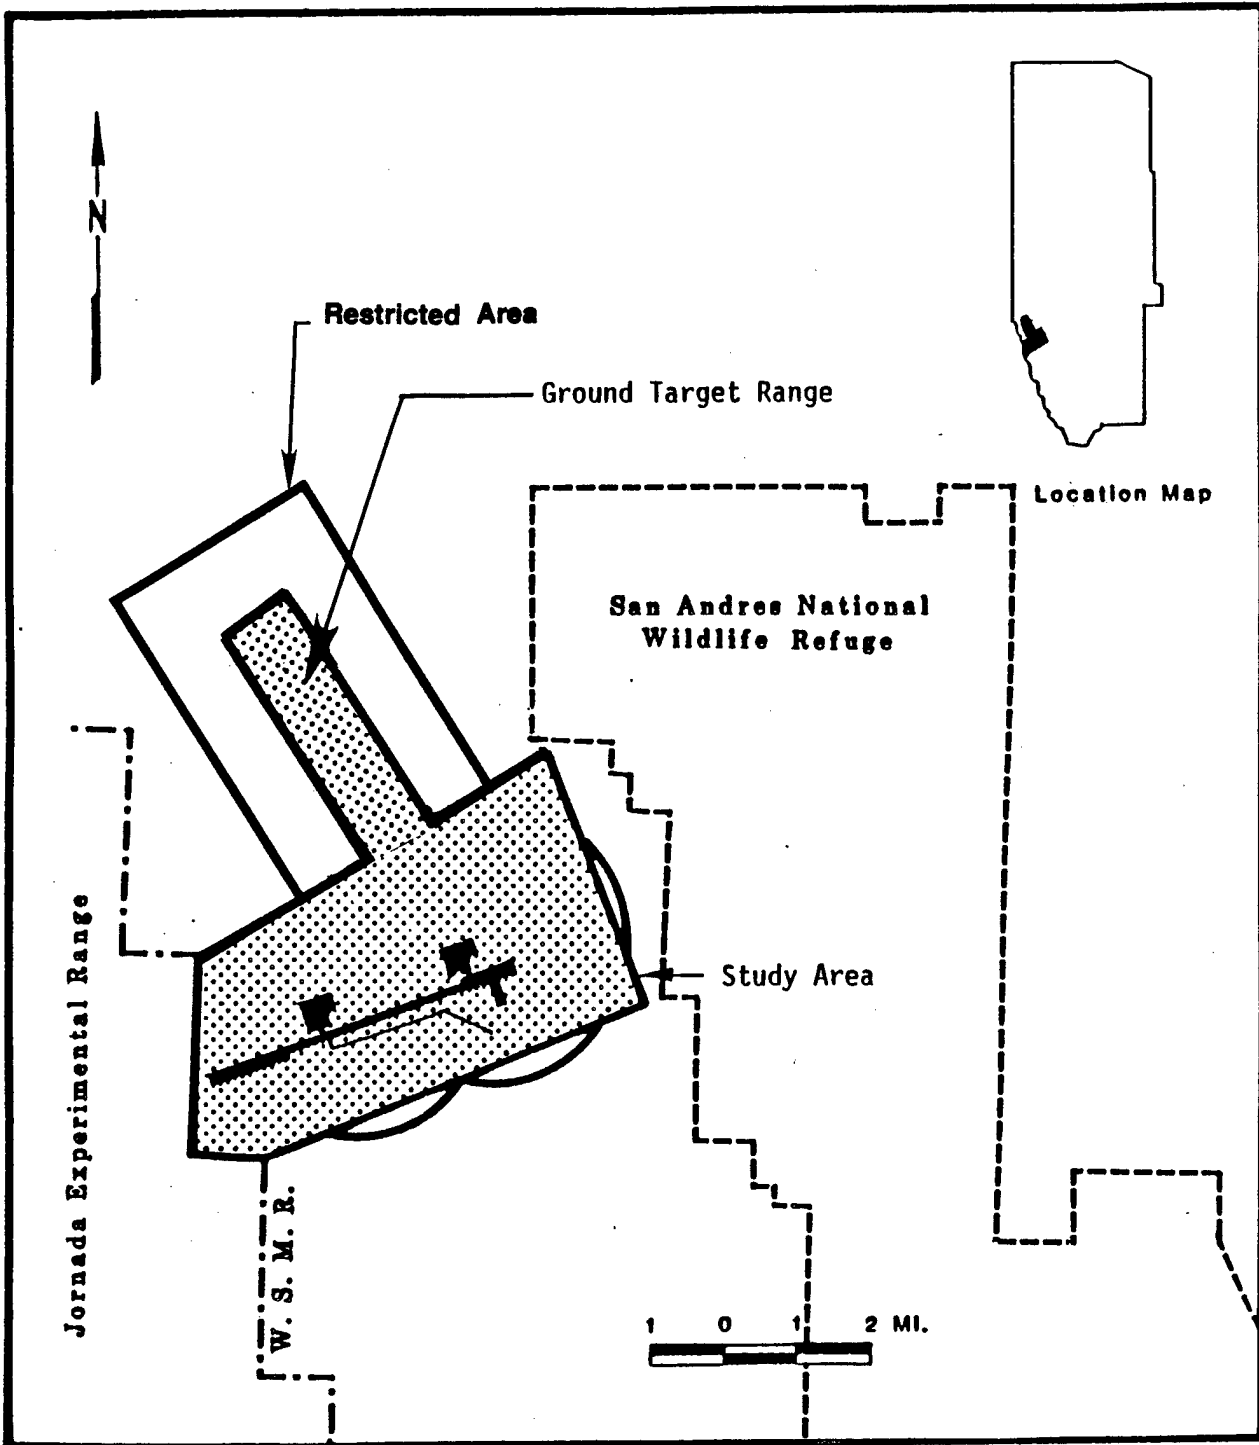 N
Restricted Area
Ground Target Range
Location Map
San Andres National
Wildlife Refuge
Study Area
Jornada Experimental Range
W. S. M. R.
1 0 1 2 MI.